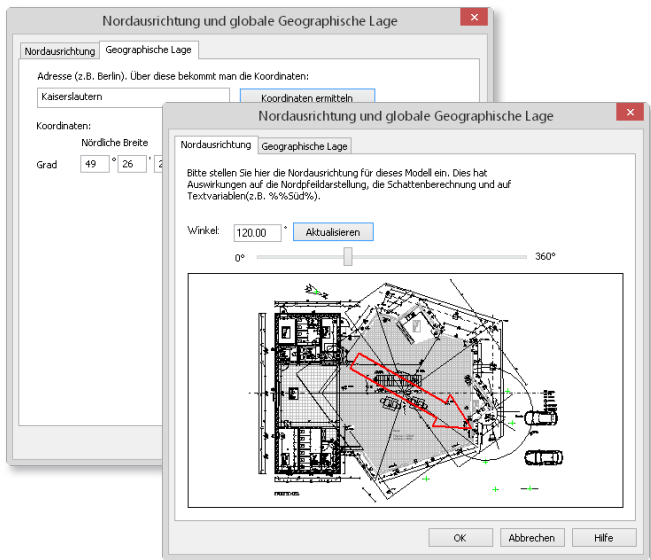 Nordausrichtung und globale Geographische Lage
Nordausrichtung Geographische Lage
Adresse (z.B. Berlin). Über diese bekommt man die Koordinaten:
Kaiserslautern Koordinaten ermitteln
Koordinaten:
Nördliche Breite
Grad 49 ° 26 ' 2
Nordausrichtung und globale Geographische Lage
Nordausrichtung Geographische Lage
Bitte stellen Sie hier die Nordausrichtung für dieses Modell ein. Dies hat
Auswirkungen auf die Nordpfeildarstellung, die Schattenberechnung und auf
Textvariablen(z.B. %%Süd%).
Winkel: 120.00 ° Aktualisieren
0° 360°
OK Abbrechen Hilfe